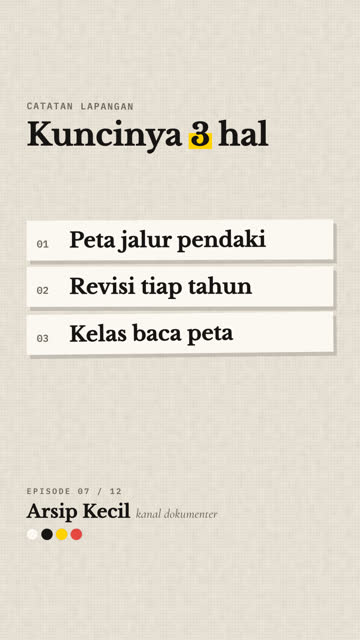 CATATAN LAPANGAN
Kuncinya 3 hal
01 Peta jalur pendaki
02 Revisi tiap tahun
03 Kelas baca peta
EPISODE 07 / 12
Arsip Kecil kanal dokumenter